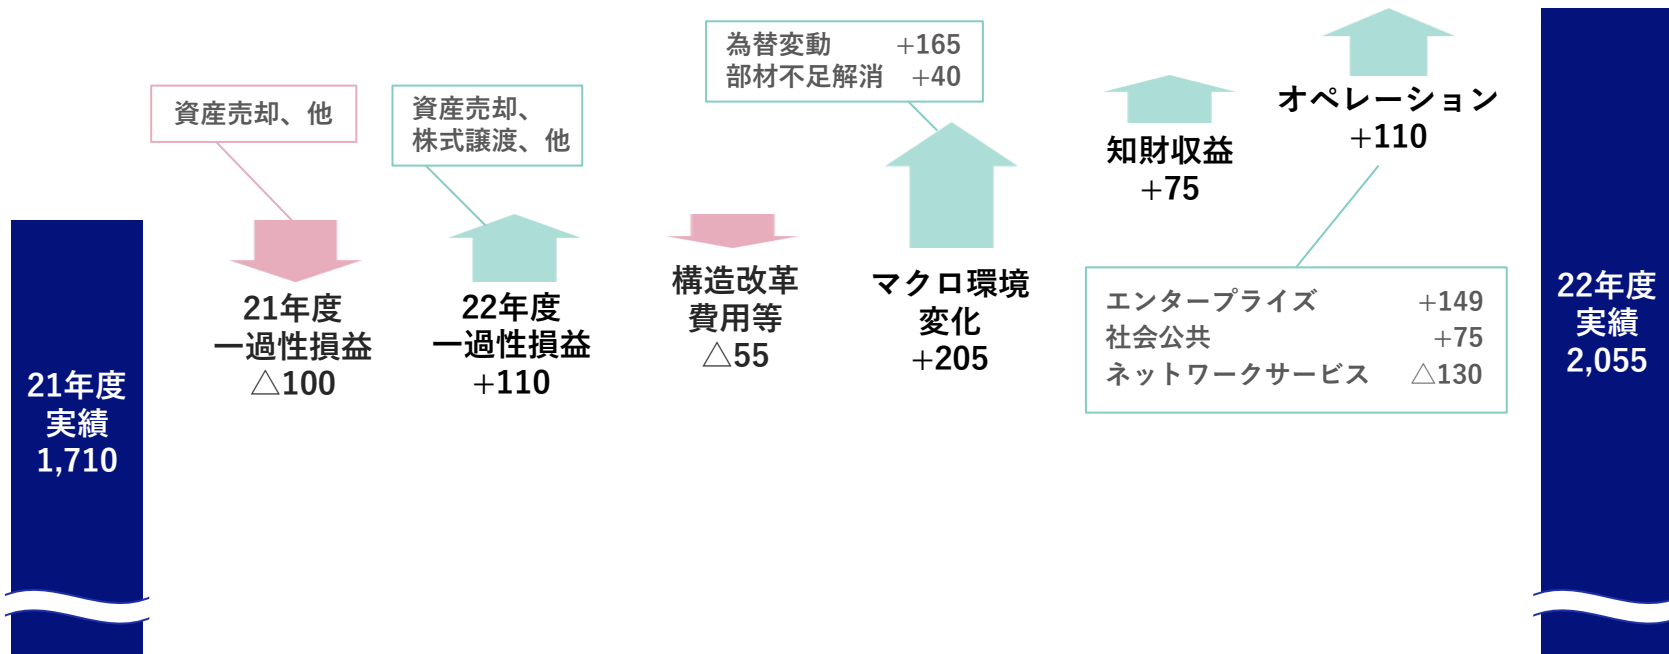 21年度
実績
1,710
資産売却、他
21年度
一過性損益
△100
資産売却、
株式譲渡、他
22年度
一過性損益
+110
構造改革
費用等
△55
為替変動 +165
部材不足解消 +40
マクロ環境
変化
+205
知財収益
+75
オペレーション
+110
エンタープライズ +149
社会公共 +75
ネットワークサービス △130
22年度
実績
2,055